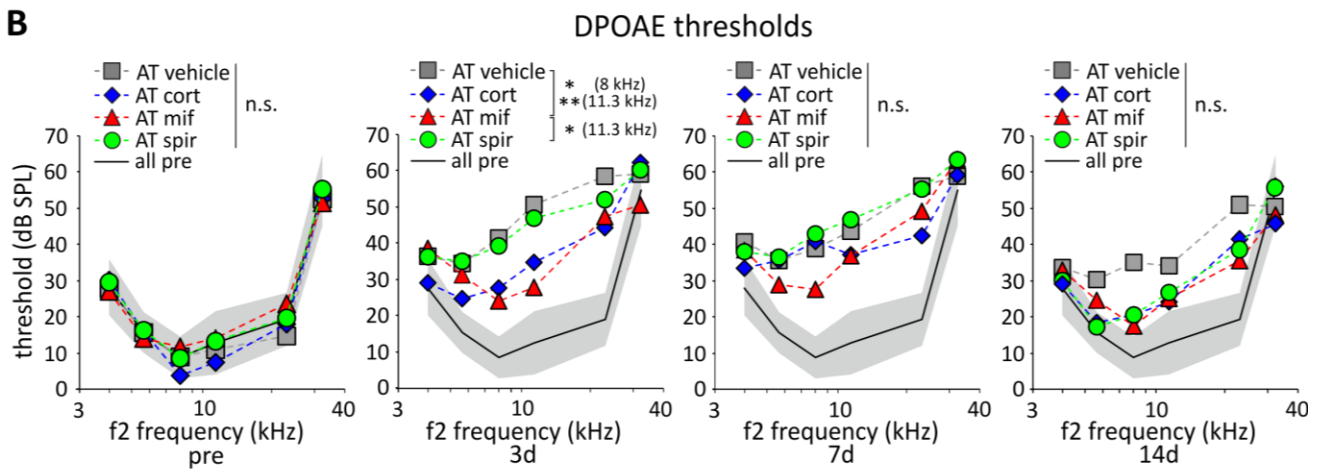 B
DPOAE thresholds
AT vehicle
AT cort
AT mif
AT spir
all pre
n.s.
AT vehicle
AT cort
AT mif
AT spir
all pre
* (8 kHz)
** (11.3 kHz)
* (11.3 kHz)
AT vehicle
AT cort
AT mif
AT spir
all pre
n.s.
AT vehicle
AT cort
AT mif
AT spir
all pre
n.s.
threshold (dB SPL)
70
60
50
40
30
20
10
0
3 10 40
f2 frequency (kHz)
pre
70
60
50
40
30
20
10
0
3 10 40
f2 frequency (kHz)
3d
70
60
50
40
30
20
10
0
3 10 40
f2 frequency (kHz)
7d
70
60
50
40
30
20
10
0
3 10 40
f2 frequency (kHz)
14d